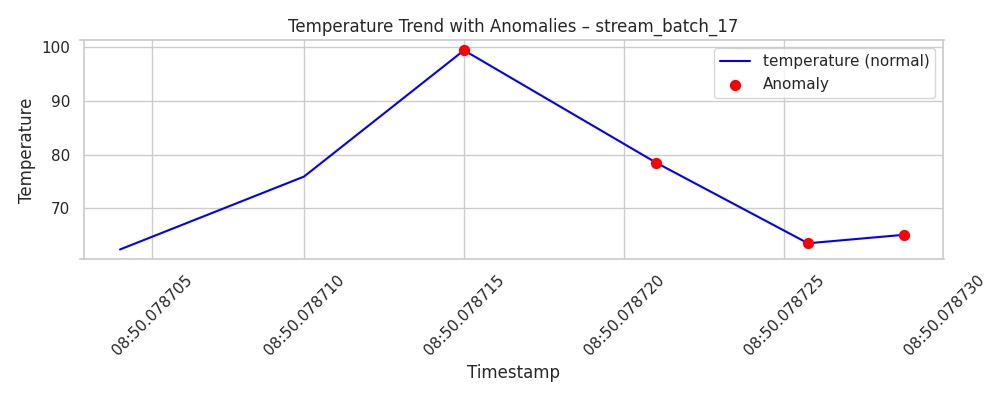 Temperature Trend with Anomalies – stream_batch_17
100
90
80
70
Temperature
temperature (normal)
Anomaly
08:50.078705
08:50.078710
08:50.078715
08:50.078720
08:50.078725
08:50.078730
Timestamp